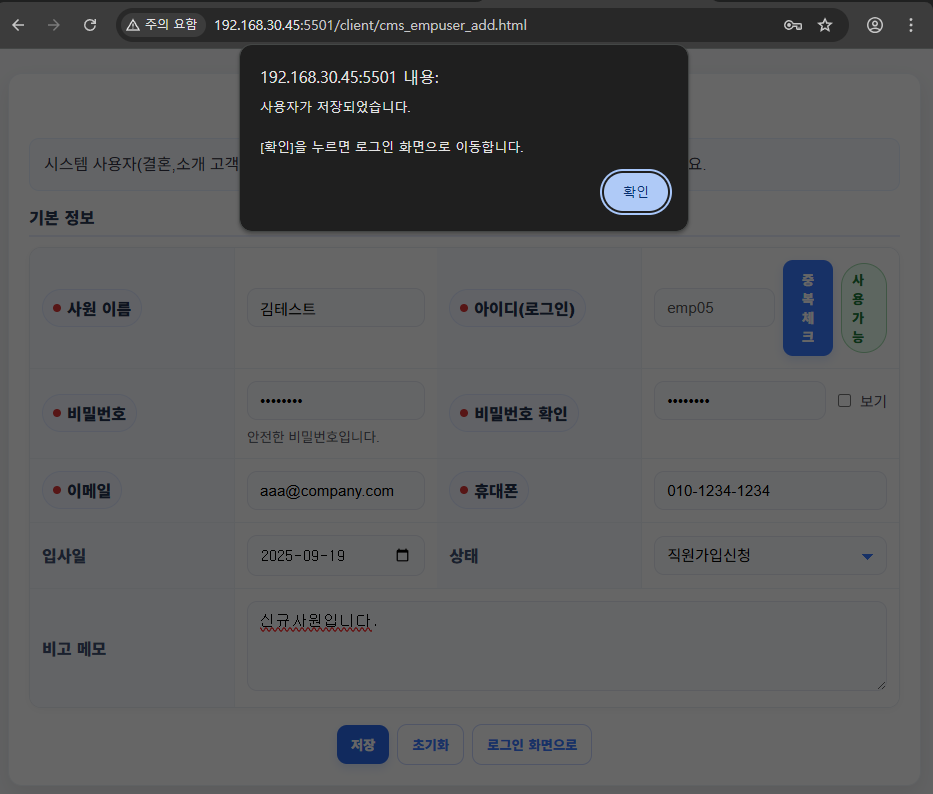 주의 요함
192.168.30.45:5501/client/cms_empuser_add.html
192.168.30.45:5501 내용:
사용자가 저장되었습니다.
[확인]을 누르면 로그인 화면으로 이동합니다.
확인
시스템 사용자(결혼,소개 고객
요.
기본 정보
사원 이름
김테스트
아이디(로그인)
emp05
중
복
체
크
사
용
가
능
비밀번호
••••••••
안전한 비밀번호입니다.
비밀번호 확인
••••••••
보기
이메일
aaa@company.com
휴대폰
010-1234-1234
입사일
2025-09-19
상태
직원가입신청
비고 메모
신규사원입니다.
저장
초기화
로그인 화면으로